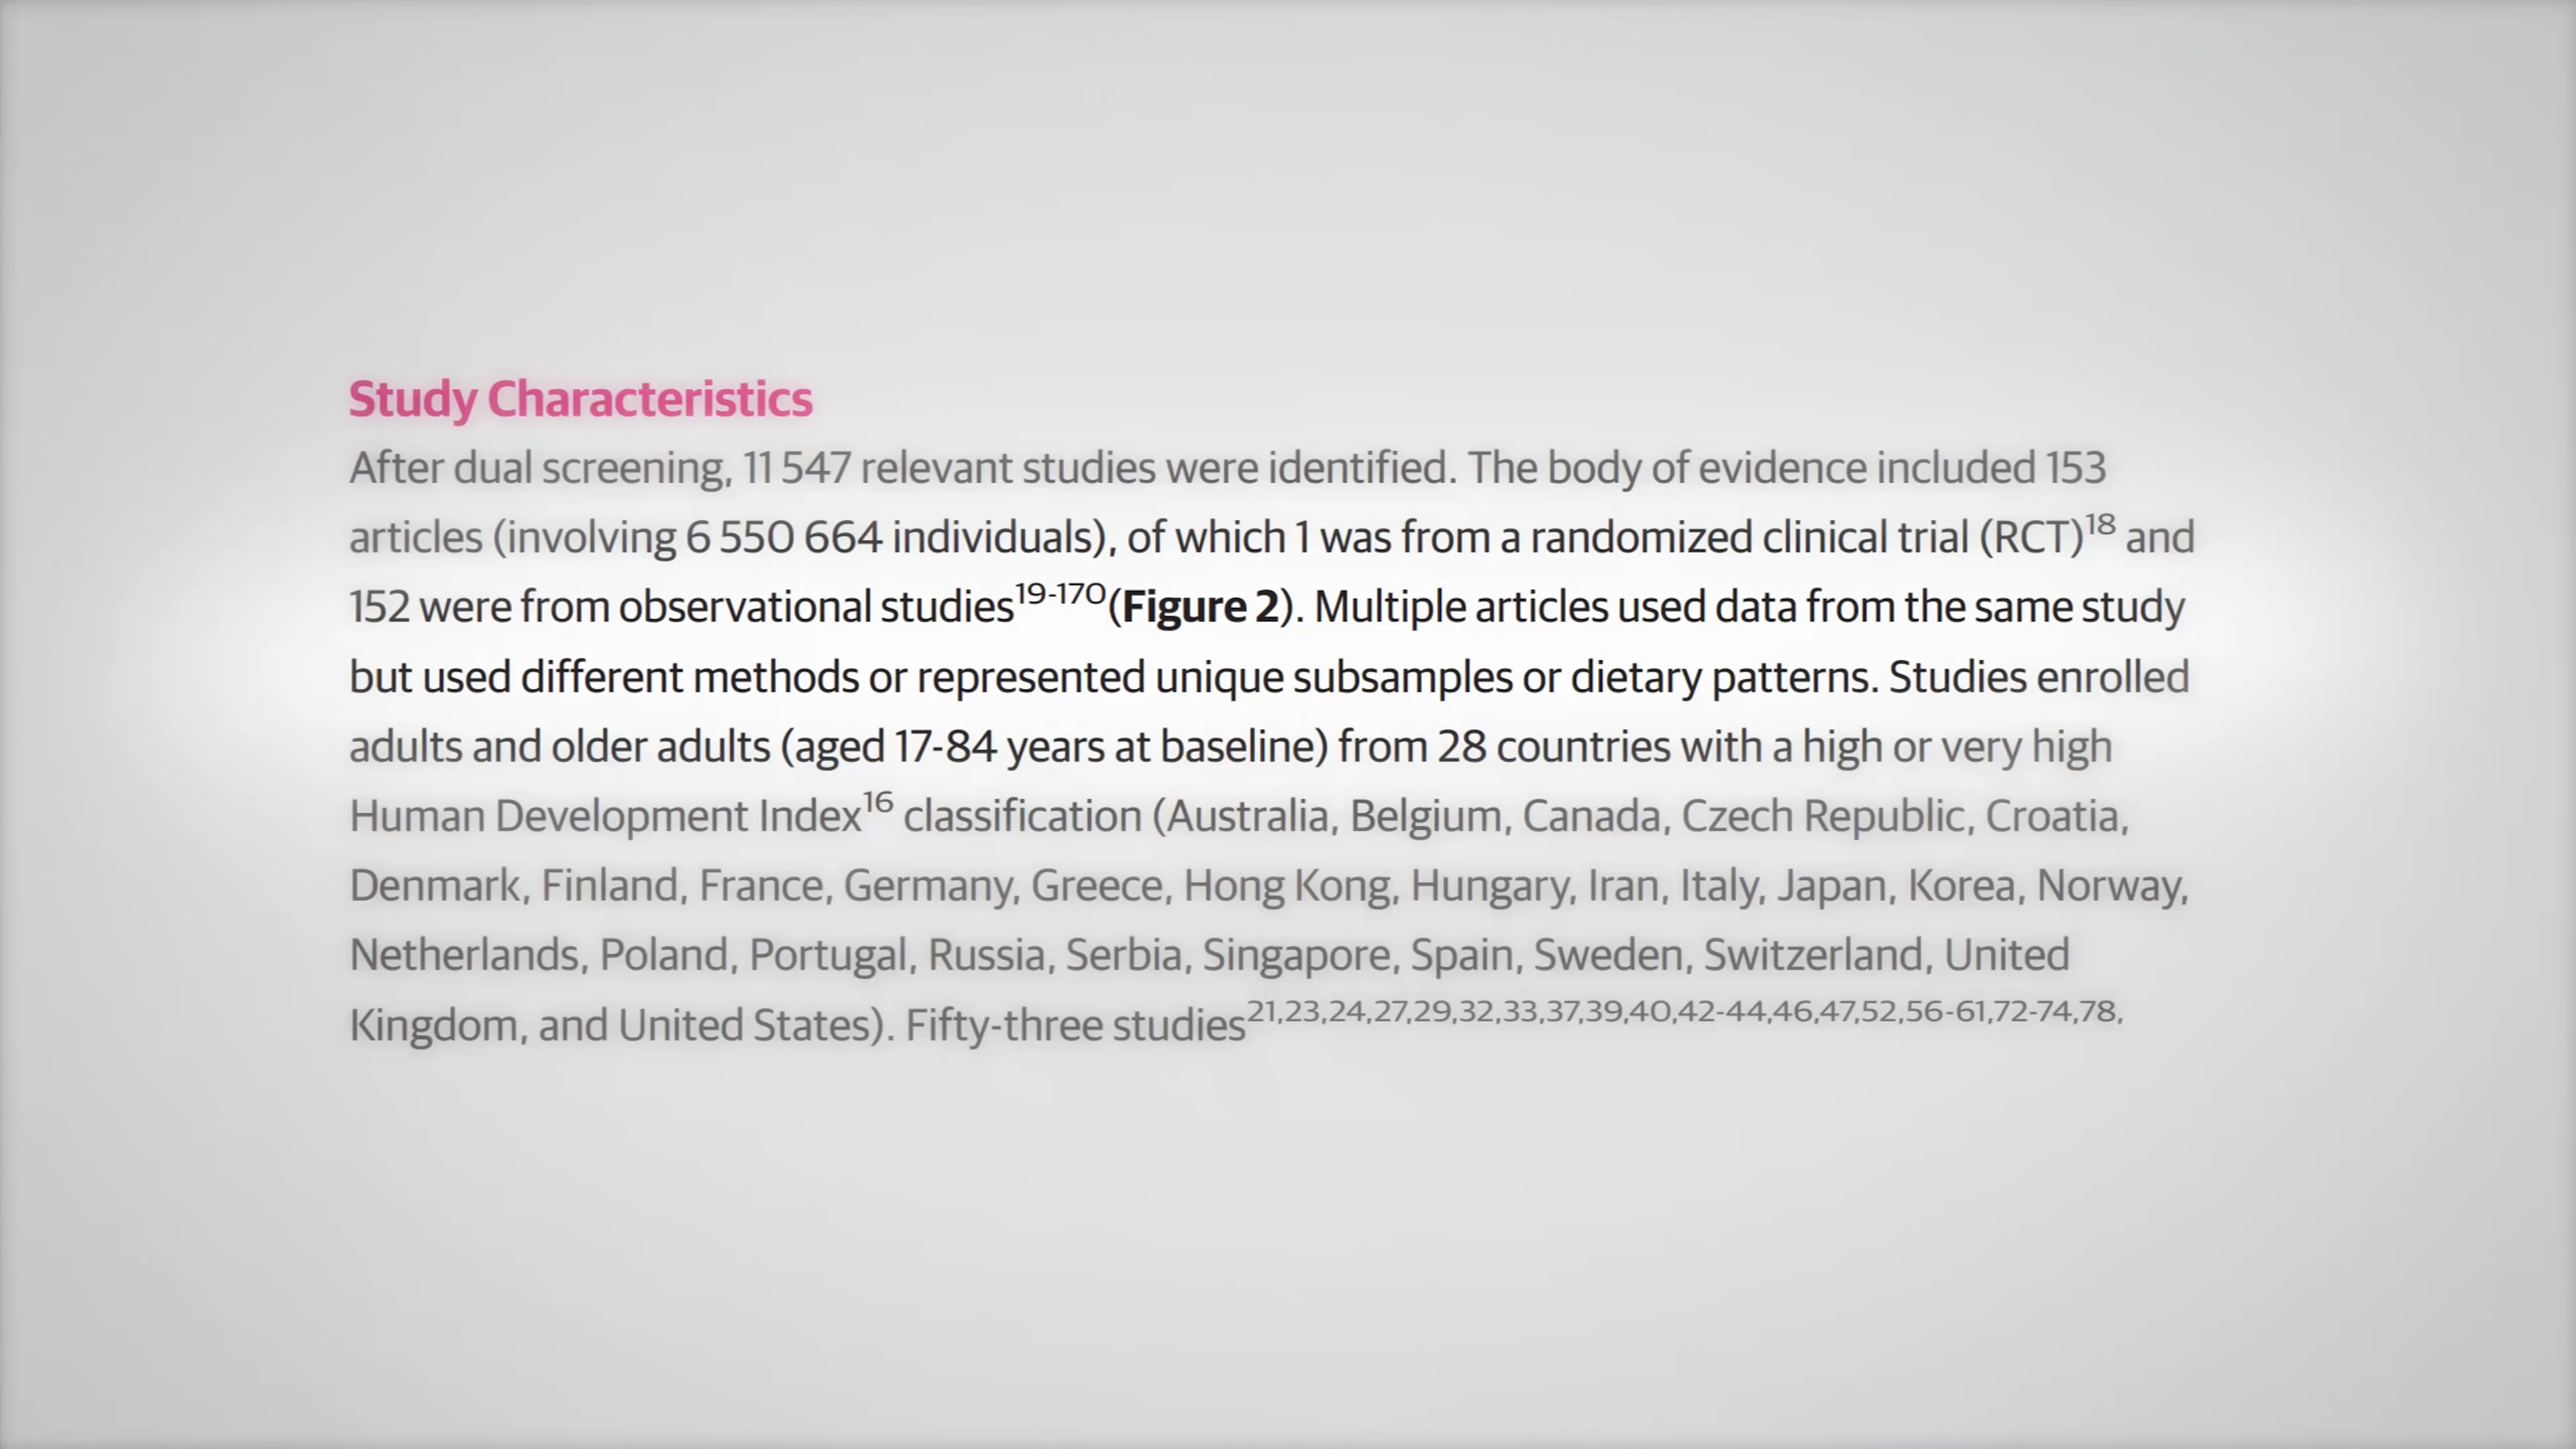 Study Characteristics
After dual screening, 11 547 relevant studies were identified. The body of evidence included 153
articles (involving 6 550 664 individuals), of which 1 was from a randomized clinical trial (RCT)18 and
152 were from observational studies19-170(Figure 2). Multiple articles used data from the same study
but used different methods or represented unique subsamples or dietary patterns. Studies enrolled
adults and older adults (aged 17-84 years at baseline) from 28 countries with a high or very high
Human Development Index16 classification (Australia, Belgium, Canada, Czech Republic, Croatia,
Denmark, Finland, France, Germany, Greece, Hong Kong, Hungary, Iran, Italy, Japan, Korea, Norway,
Netherlands, Poland, Portugal, Russia, Serbia, Singapore, Spain, Sweden, Switzerland, United
Kingdom, and United States). Fifty-three studies21,23,24,27,29,32,33,37,39,40,42-44,46,47,52,56-61,72-74,78,